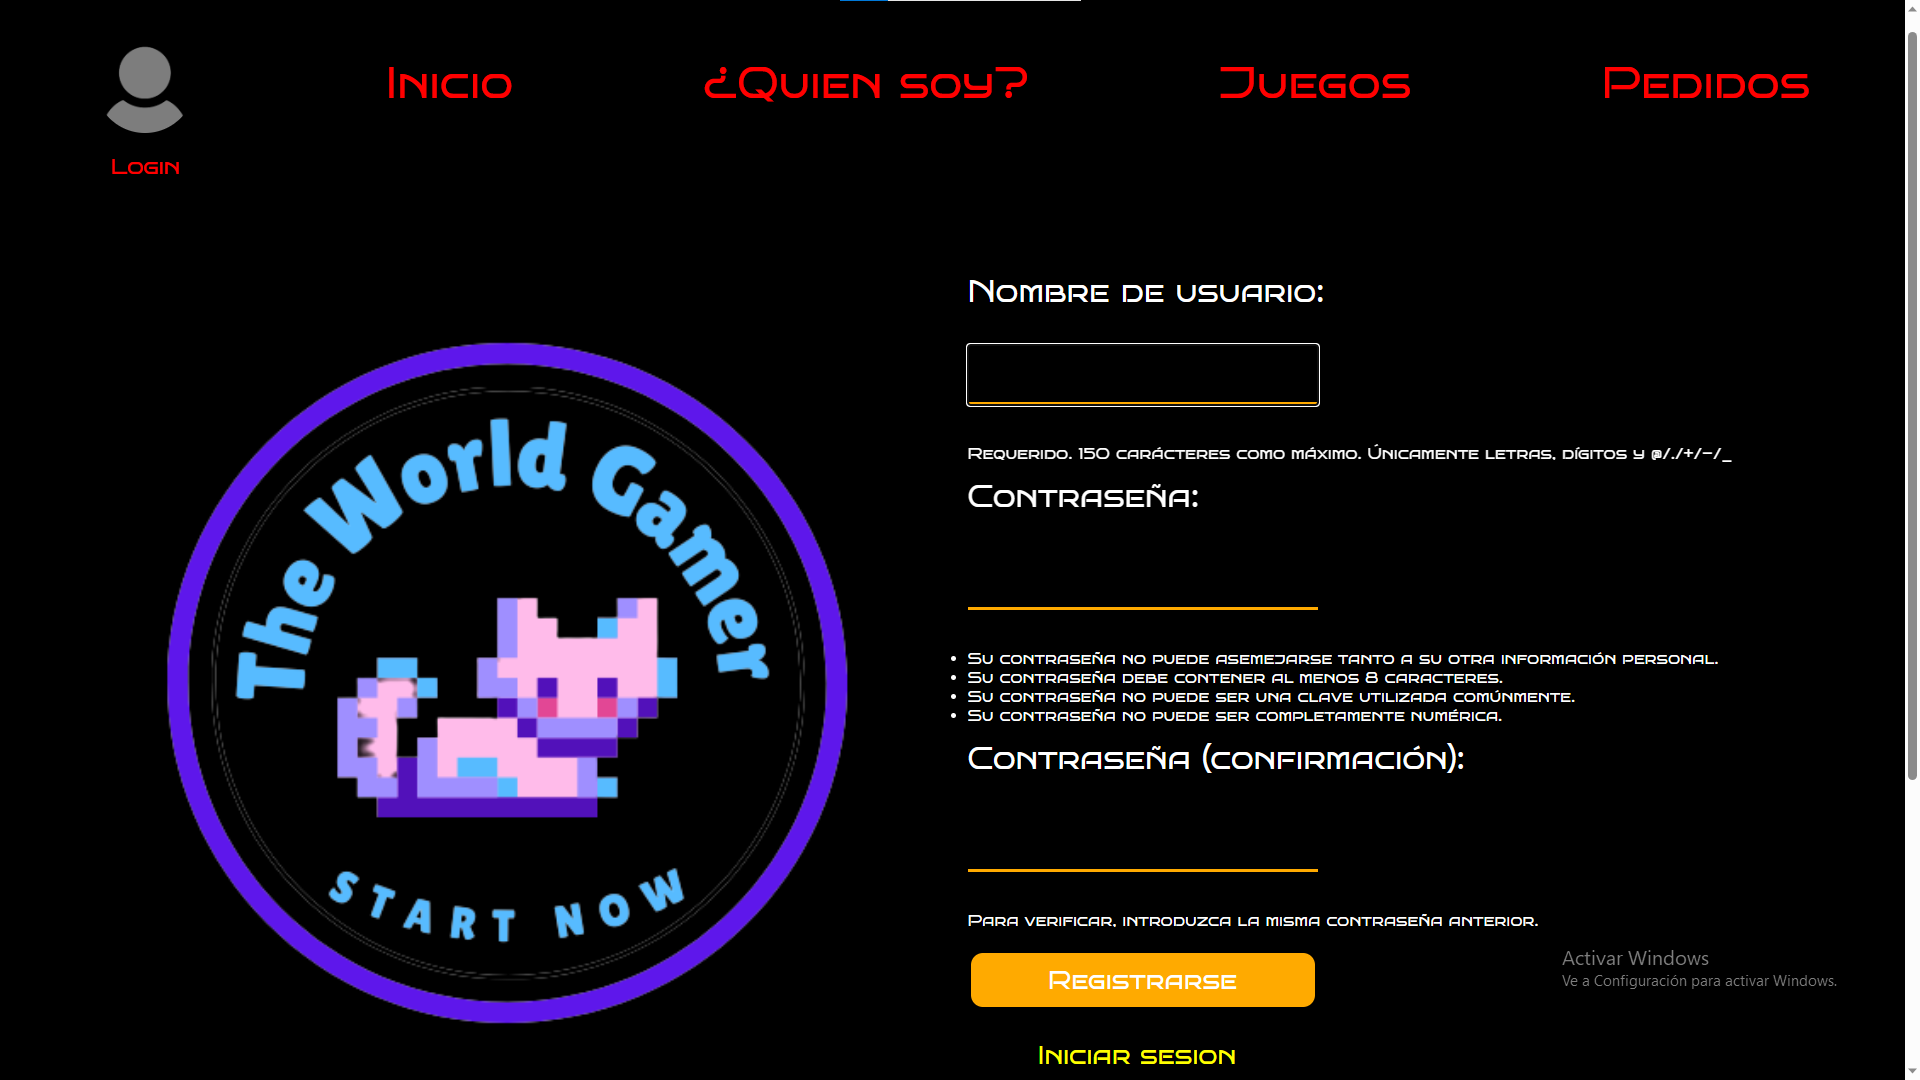 Inicio
¿Quien soy?
Juegos
Pedidos
Login
The World Gamer
START NOW
Nombre de usuario:
Requerido. 150 carácteres como máximo. Únicamente letras, dígitos y @/./+/-/_
Contraseña:
Su contraseña no puede asemejarse tanto a su otra información personal.
Su contraseña debe contener al menos 8 caracteres.
Su contraseña no puede ser una clave utilizada comúnmente.
Su contraseña no puede ser completamente numérica.
Contraseña (confirmación):
Para verificar, introduzca la misma contraseña anterior.
Registrarse
Iniciar sesion
Activar Windows
Ve a Configuración para activar Windows.